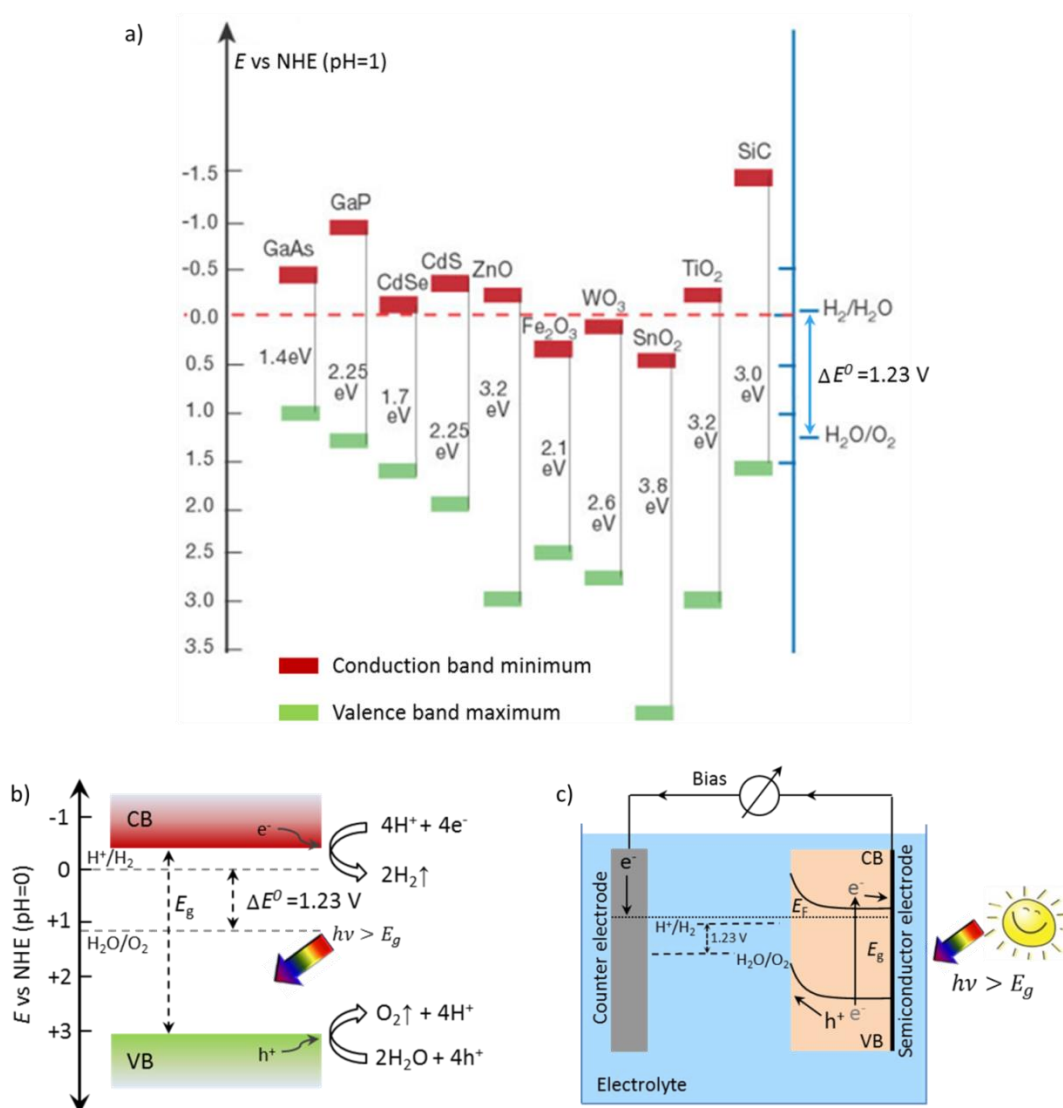 a)
E vs NHE (pH=1)
-1.5
-1.0
-0.5
0.0
0.5
1.0
1.5
2.0
2.5
3.0
3.5
GaAs
1.4eV
GaP
2.25
eV
CdSe
1.7
eV
CdS
2.25
eV
ZnO
3.2
eV
Fe₂O₃
2.1
eV
WO₃
2.6
eV
SnO₂
3.8
eV
TiO₂
3.2
eV
SiC
3.0
eV
H₂/H₂O
ΔE⁰ =1.23 V
H₂O/O₂
Conduction band minimum
Valence band maximum
b)
E vs NHE (pH=0)
-1
0
+1
+2
+3
CB
e⁻
H⁺/H₂
E_g
ΔE⁰ =1.23 V
H₂O/O₂
hν > E_g
h⁺
VB
4H⁺ + 4e⁻
2H₂↑
O₂↑ + 4H⁺
2H₂O + 4h⁺
c)
Bias
Counter electrode
e⁻
H⁺/H₂
1.23 V
H₂O/O₂
CB
e⁻
E_F
E_g
h⁺
e⁻
VB
Semiconductor electrode
hν > E_g
Electrolyte